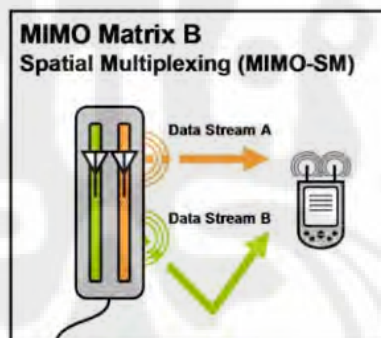 MIMO Matrix B
Spatial Multiplexing (MIMO-SM)
Data Stream A
Data Stream B